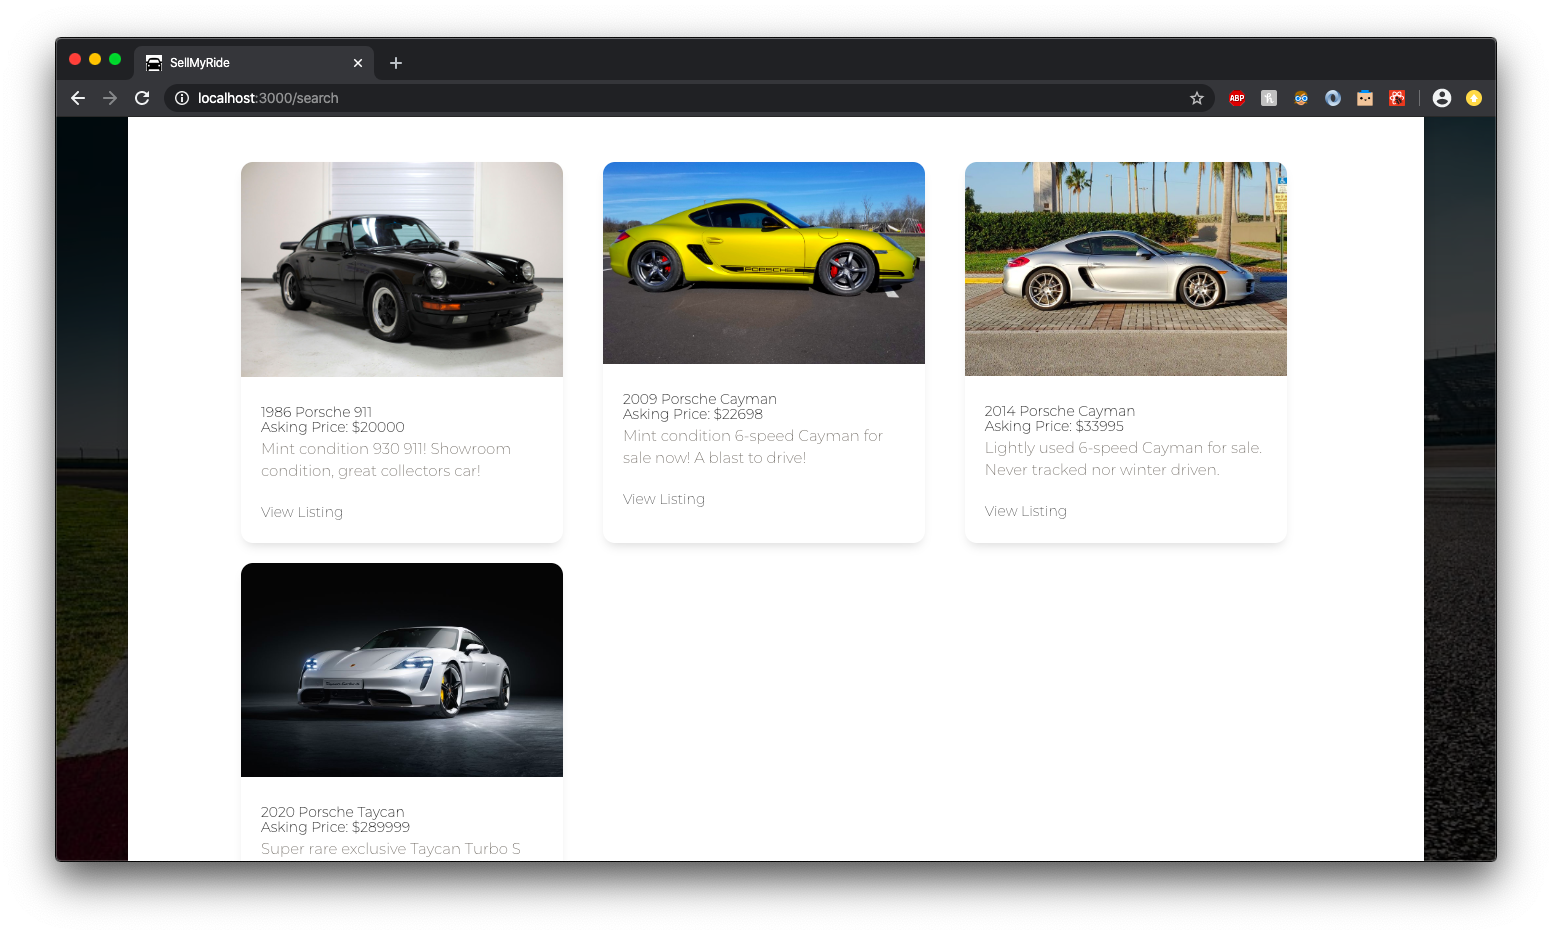 SellMyRide
localhost:3000/search
ABP
1986 Porsche 911
Asking Price: $20000
Mint condition 930 911! Showroom
condition, great collectors car!
View Listing
PORSCHE
2009 Porsche Cayman
Asking Price: $22698
Mint condition 6-speed Cayman for
sale now! A blast to drive!
View Listing
2014 Porsche Cayman
Asking Price: $33995
Lightly used 6-speed Cayman for sale.
Never tracked nor winter driven.
View Listing
2020 Porsche Taycan
Asking Price: $289999
Super rare exclusive Taycan Turbo S